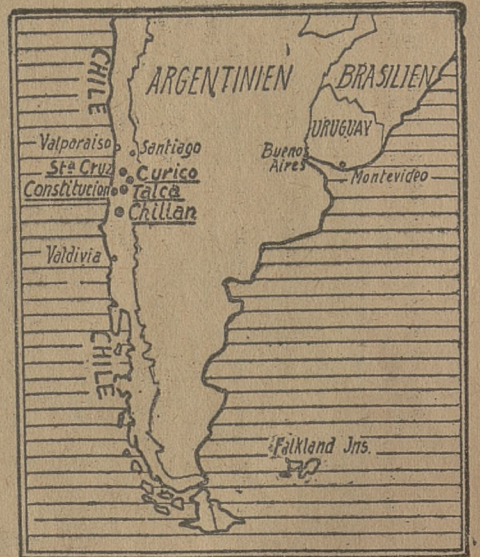 CHILE
ARGENTINIEN
BRASILIEN
URUGUAY
Valparaiso
Santiago
Buenos
Aires
Montevideo
Sta Cruz
Curico
Constitucion
Talca
Chillan
Valdivia
CHILE
Falkland Jns.